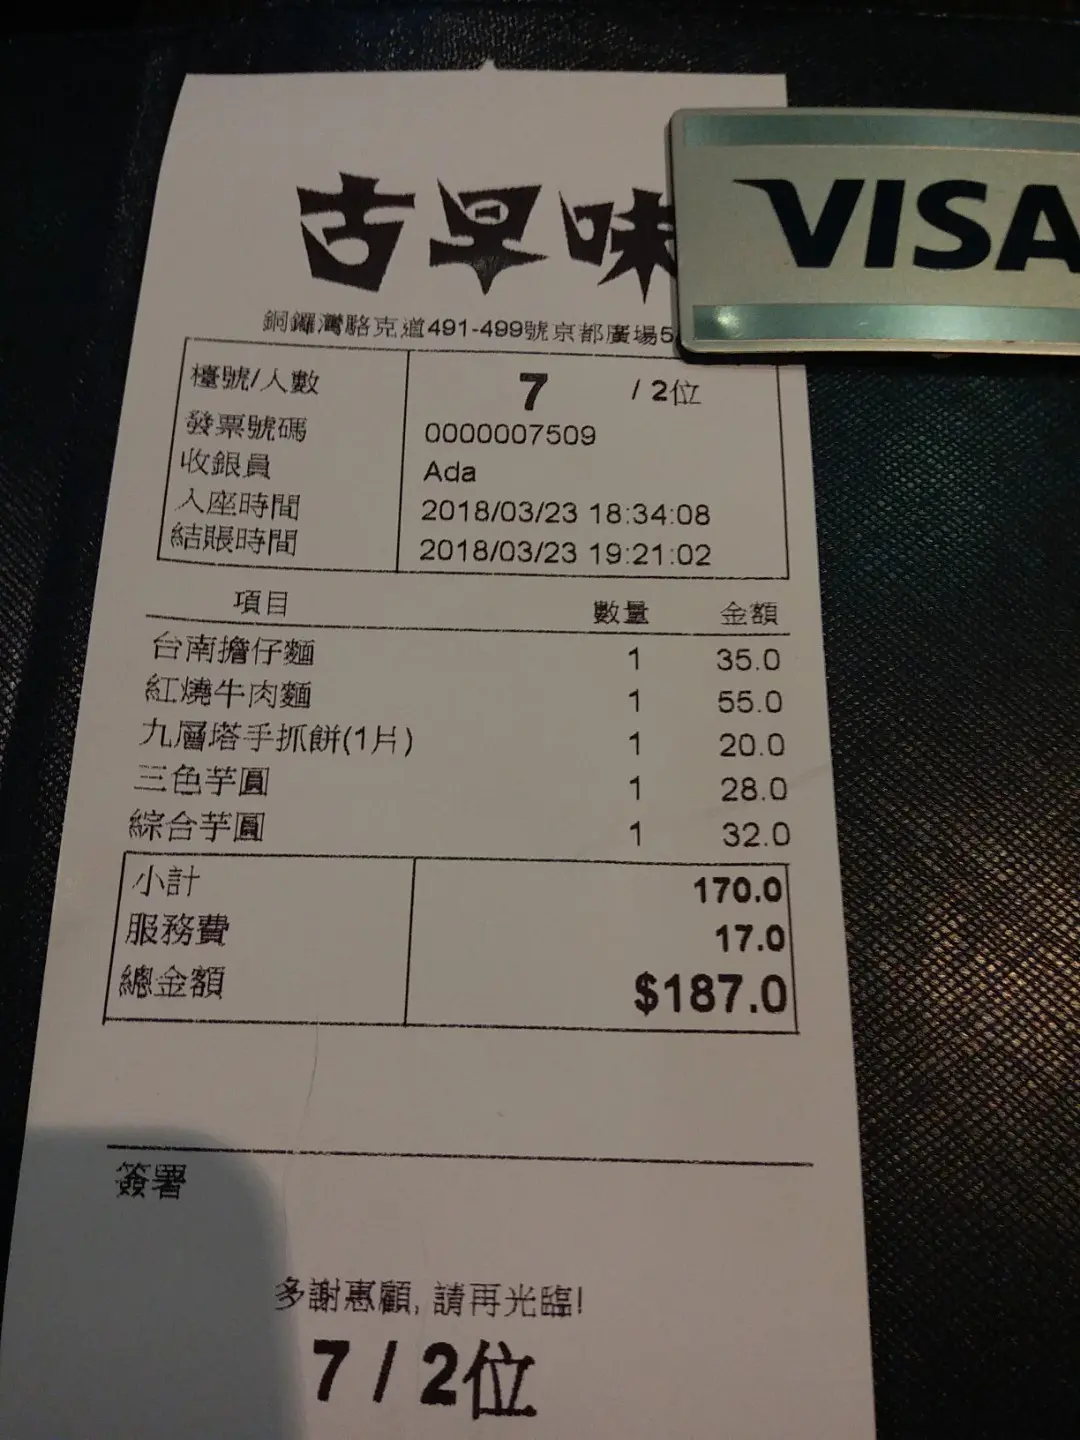 古早味
VISA
銅鑼灣駱克道491-499號京都廣場5
檯號/人數 7 / 2位
發票號碼 0000007509
收銀員 Ada
入座時間 2018/03/23 18:34:08
結賬時間 2018/03/23 19:21:02
項目 數量 金額
台南擔仔麵 1 35.0
紅燒牛肉麵 1 55.0
九層塔手抓餅(1片) 1 20.0
三色芋圓 1 28.0
綜合芋圓 1 32.0
小計 170.0
服務費 17.0
總金額 $187.0
簽署
多謝惠顧, 請再光臨!
7 / 2位